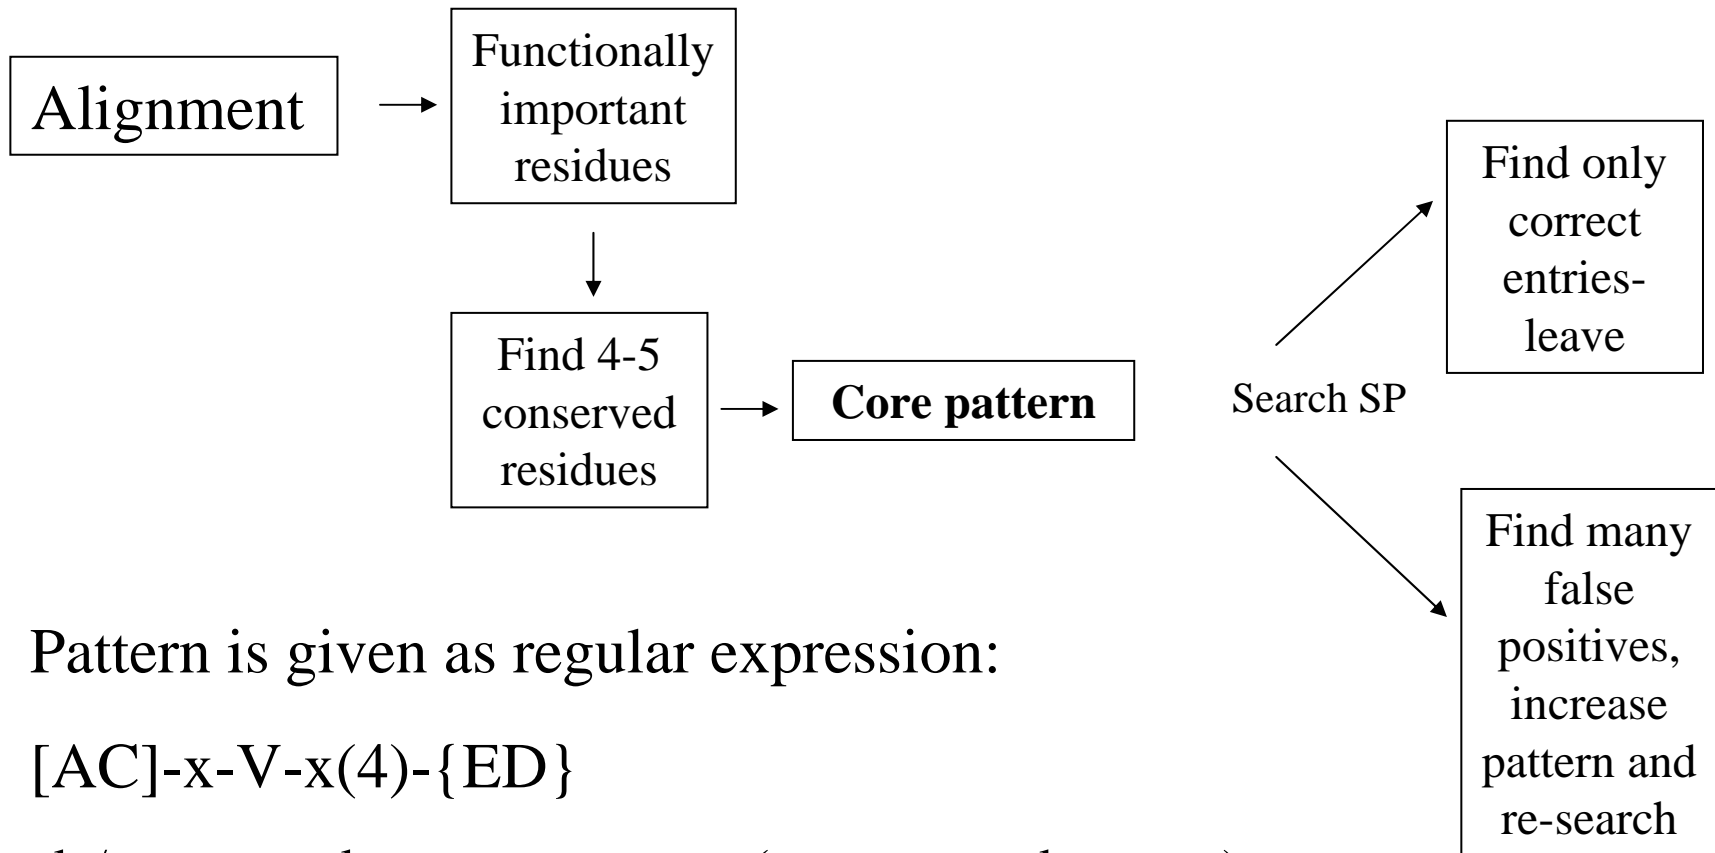 Alignment
Functionally
important
residues
Find 4-5
conserved
residues
Core pattern
Search SP
Find only
correct
entries-
leave
Find many
false
positives,
increase
pattern and
re-search
Pattern is given as regular expression:
[AC]-x-V-x(4)-{ED}